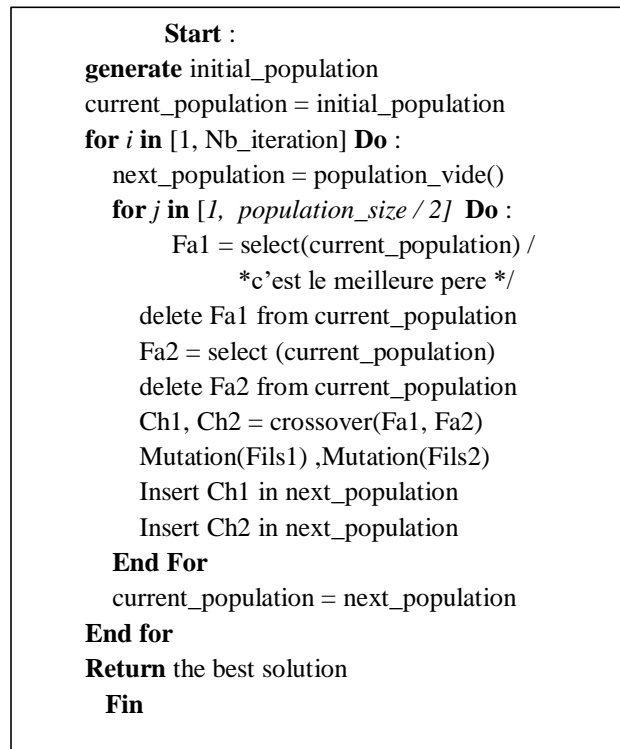 Start :
generate initial_population
current_population = initial_population
for i in [1, Nb_iteration] Do :
next_population = population_vide()
for j in [1, population_size / 2] Do :
Fa1 = select(current_population) /
*c’est le meilleure pere */
delete Fa1 from current_population
Fa2 = select (current_population)
delete Fa2 from current_population
Ch1, Ch2 = crossover(Fa1, Fa2)
Mutation(Fils1) ,Mutation(Fils2)
Insert Ch1 in next_population
Insert Ch2 in next_population
End For
current_population = next_population
End for
Return the best solution
Fin